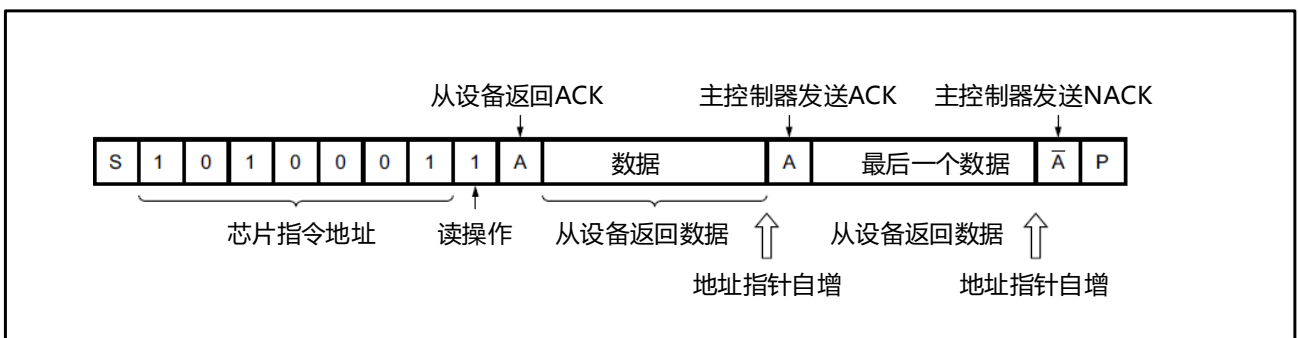 从设备返回ACK 主控制器发送ACK 主控制器发送NACK
S 1 0 1 0 0 0 1 1 A 数据 A 最后一个数据 A̅ P
芯片指令地址 读操作 从设备返回数据 从设备返回数据
地址指针自增 地址指针自增